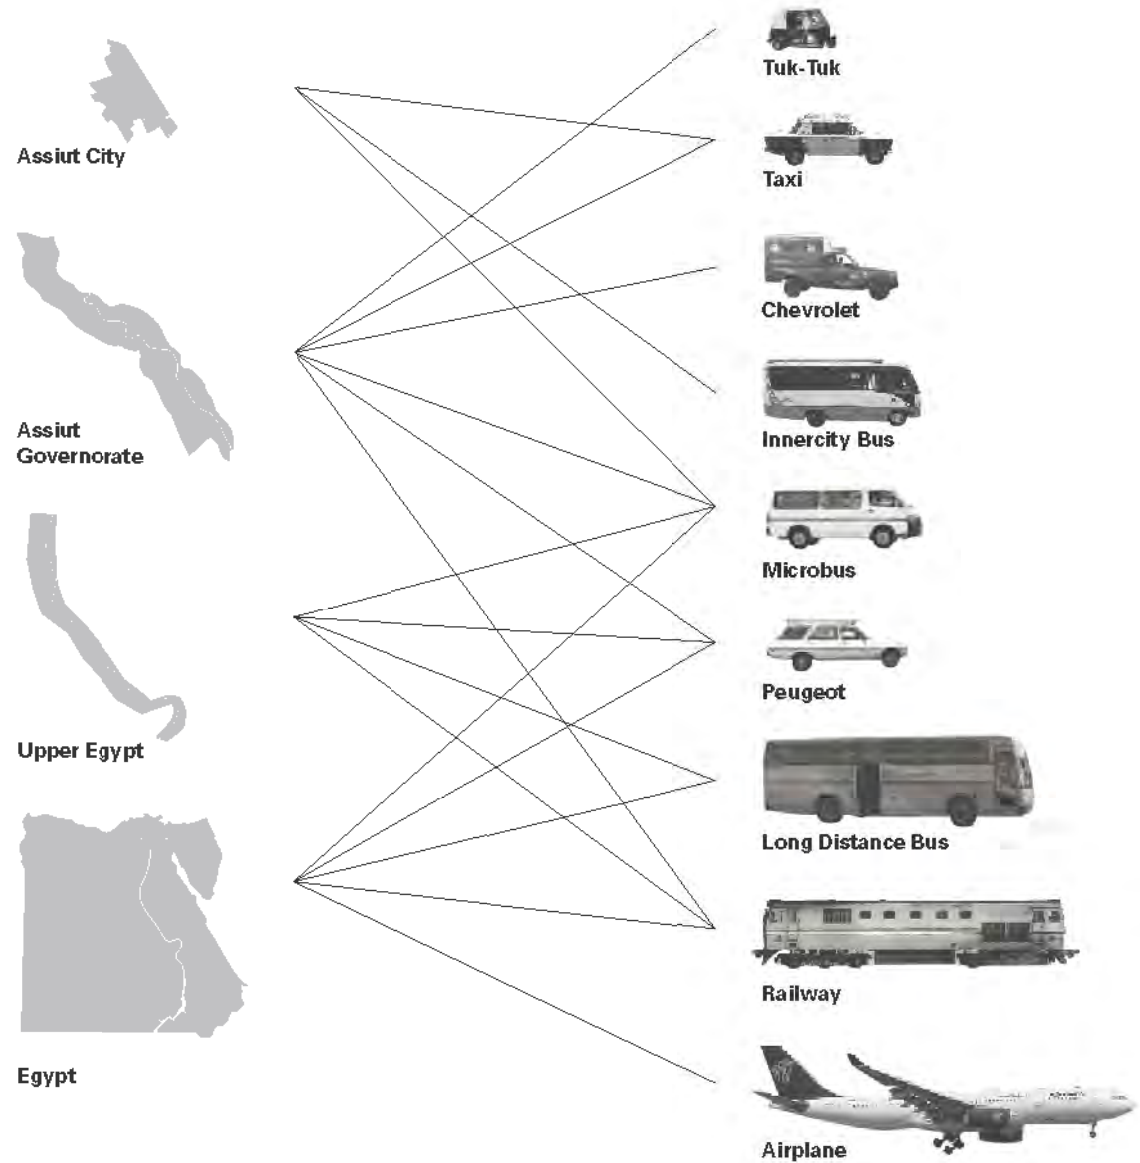 Assiut City
Assiut
Governorate
Upper Egypt
Egypt
Tuk-Tuk
Taxi
Chevrolet
Innercity Bus
Microbus
Peugeot
Long Distance Bus
Railway
Airplane